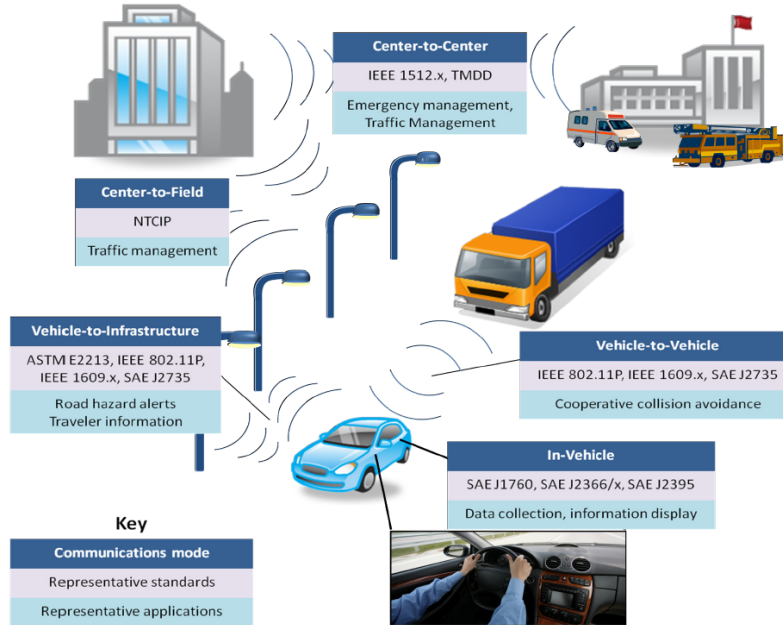 Center-to-Center
IEEE 1512.x, TMDD
Emergency management,
Traffic Management
Center-to-Field
NTCIP
Traffic management
Vehicle-to-Infrastructure
ASTM E2213, IEEE 802.11P,
IEEE 1609.x, SAE J2735
Road hazard alerts
Traveler information
Vehicle-to-Vehicle
IEEE 802.11P, IEEE 1609.x, SAE J2735
Cooperative collision avoidance
In-Vehicle
SAE J1760, SAE J2366/x, SAE J2395
Data collection, information display
Key
Communications mode
Representative standards
Representative applications